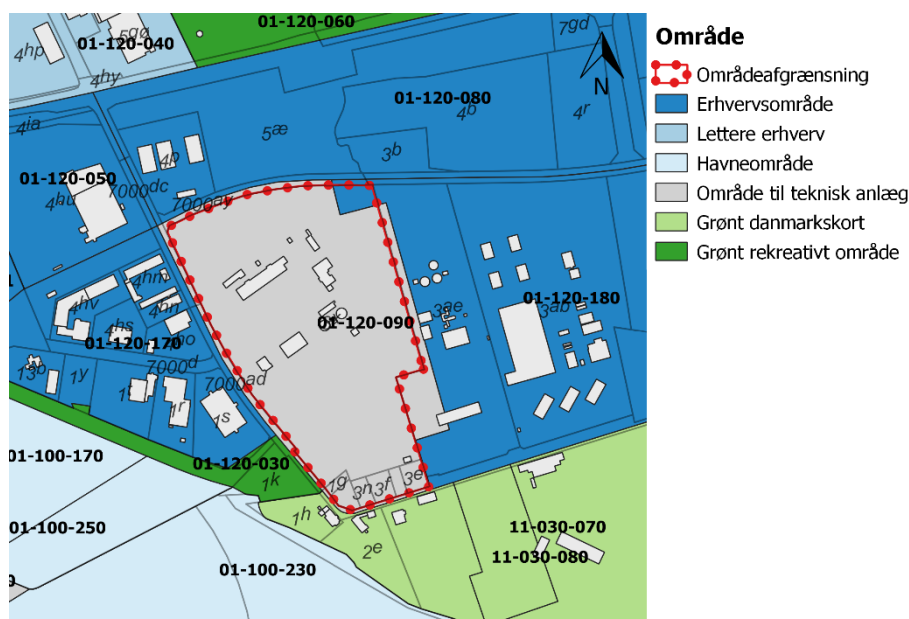 01-120-060
5gø
01-120-040
4hp
4hy
7gd
N
01-120-080
4b
4r
4ia
5æ
3b
4p
01-120-050
7000dc
4hu
7000ay
4hm
01-120-180
3ae
3ab
4hv
4hn
01-120-090
4hs
4ho
01-120-170
7000d
13b
1y
7000ad
1r
1s
01-100-170
01-120-030
1k
1g
3n
3f
3e
01-100-250
1h
11-030-070
2e
11-030-080
01-100-230
Område
Områdeafgrænsning
Erhvervsområde
Lettere erhverv
Havneområde
Område til teknisk anlæg
Grønt danmarkskort
Grønt rekreativt område